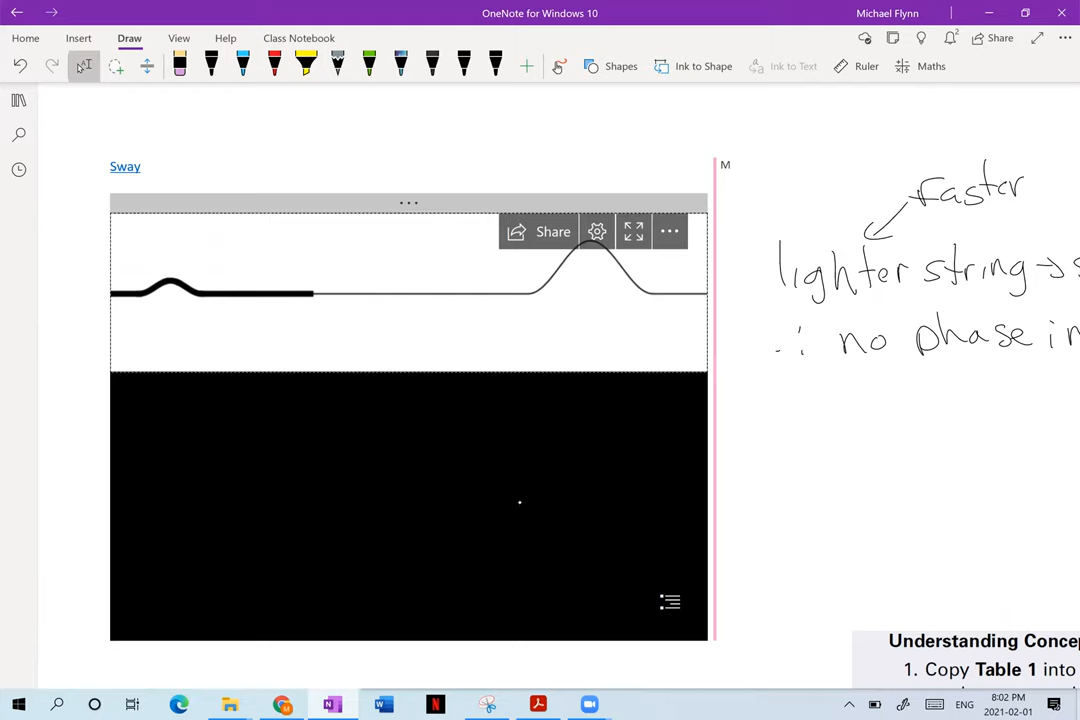 OneNote for Windows 10
Michael Flynn
Home Insert Draw View Help Class Notebook
Share
Shapes Ink to Shape Ink to Text Ruler Maths
Sway
M
Share
Faster
lighter string → s
∴ no phase in
Understanding Concep
1. Copy Table 1 into
ENG
8:02 PM
2021-02-01